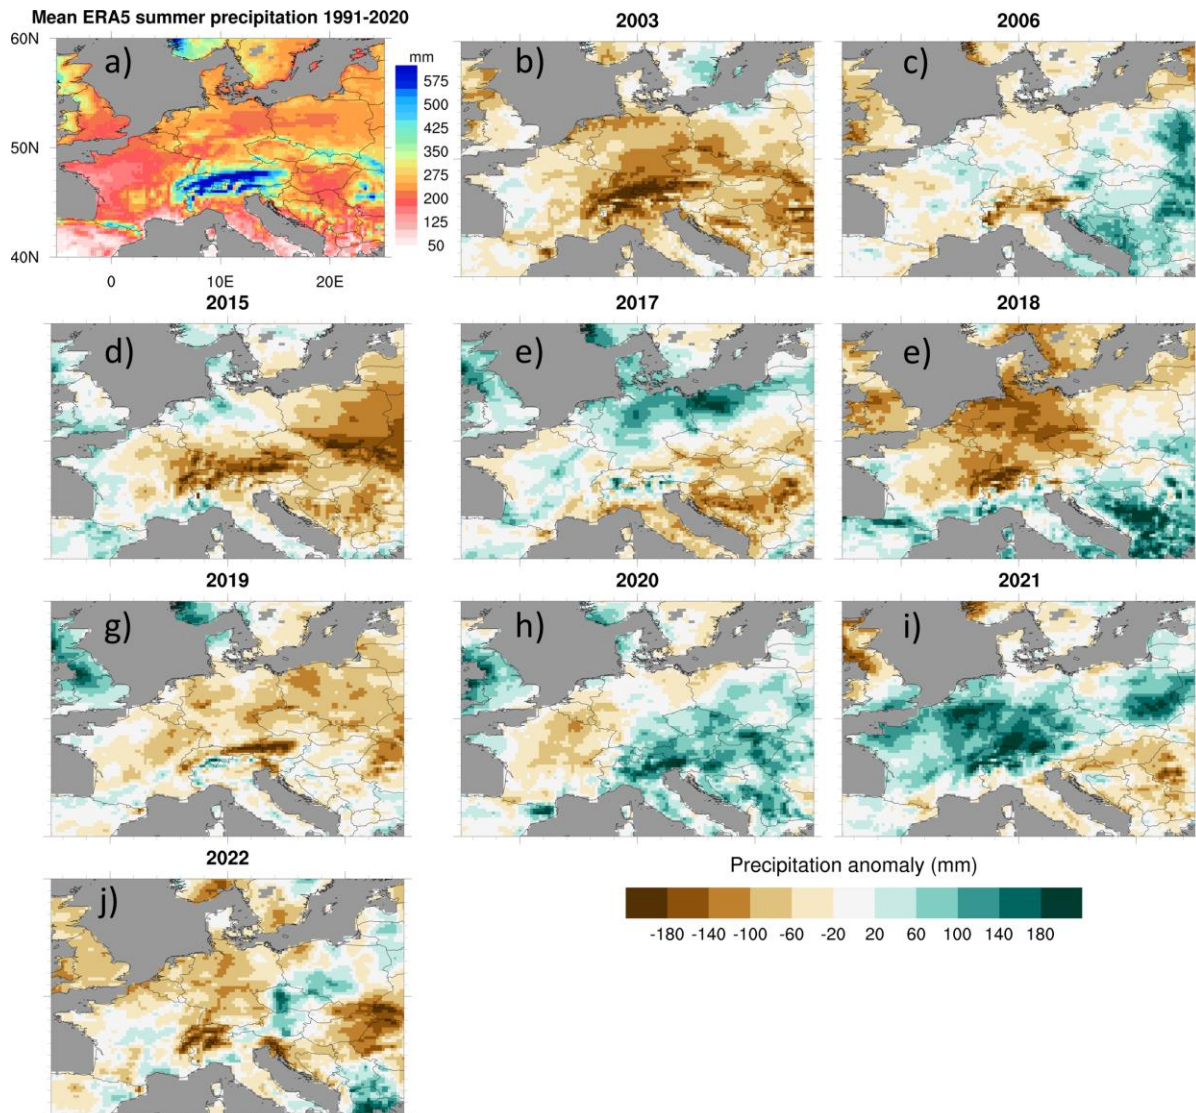 Mean ERA5 summer precipitation 1991-2020
2003
2006
60N
50N
40N
0
10E
20E
a)
mm
575
500
425
350
275
200
125
50
b)
c)
2015
2017
2018
d)
e)
e)
2019
2020
2021
g)
h)
i)
2022
j)
Precipitation anomaly (mm)
-180 -140 -100 -60 -20 20 60 100 140 180